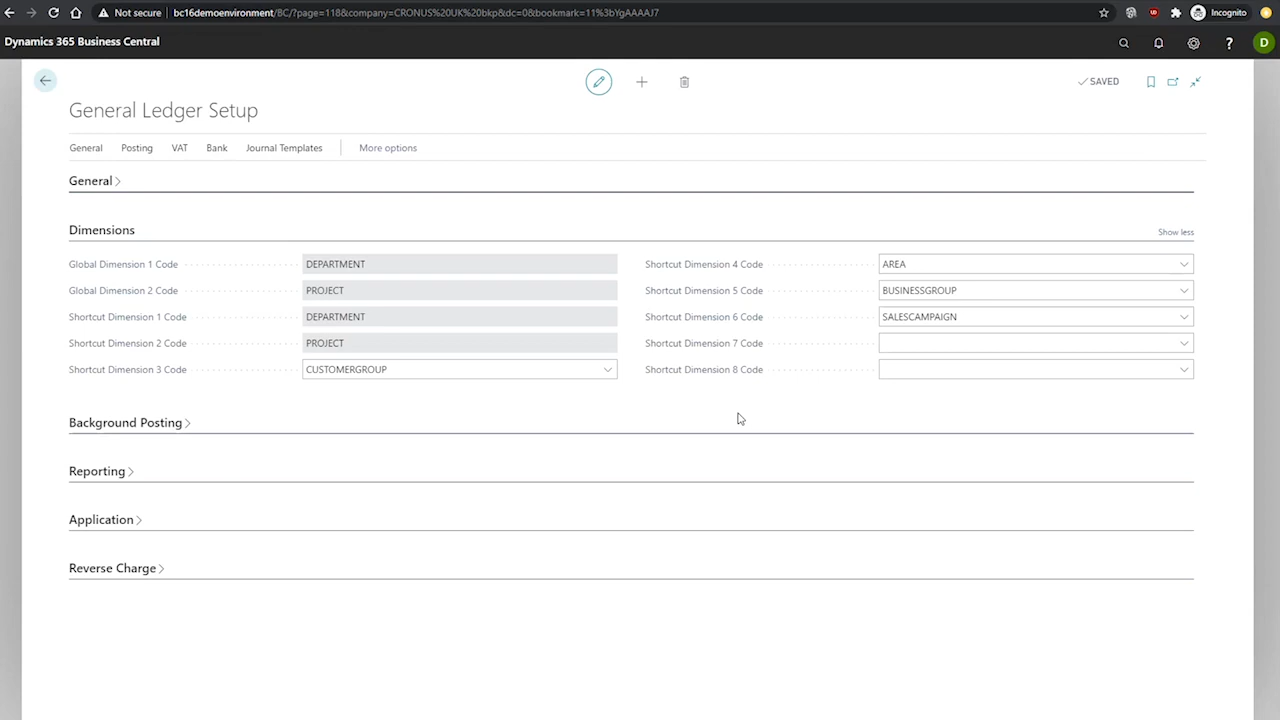 Not secure
bc16demoenvironment/BC/?page=118&company=CRONUS%20UK%20bkp&dc=0&bookmark=11%3bYgAAAAJ7
Incognito
Dynamics 365 Business Central
?
D
SAVED
General Ledger Setup
General Posting VAT Bank Journal Templates More options
General
Dimensions
Show less
Global Dimension 1 Code DEPARTMENT
Global Dimension 2 Code PROJECT
Shortcut Dimension 1 Code DEPARTMENT
Shortcut Dimension 2 Code PROJECT
Shortcut Dimension 3 Code CUSTOMERGROUP
Shortcut Dimension 4 Code AREA
Shortcut Dimension 5 Code BUSINESSGROUP
Shortcut Dimension 6 Code SALESCAMPAIGN
Shortcut Dimension 7 Code
Shortcut Dimension 8 Code
Background Posting
Reporting
Application
Reverse Charge